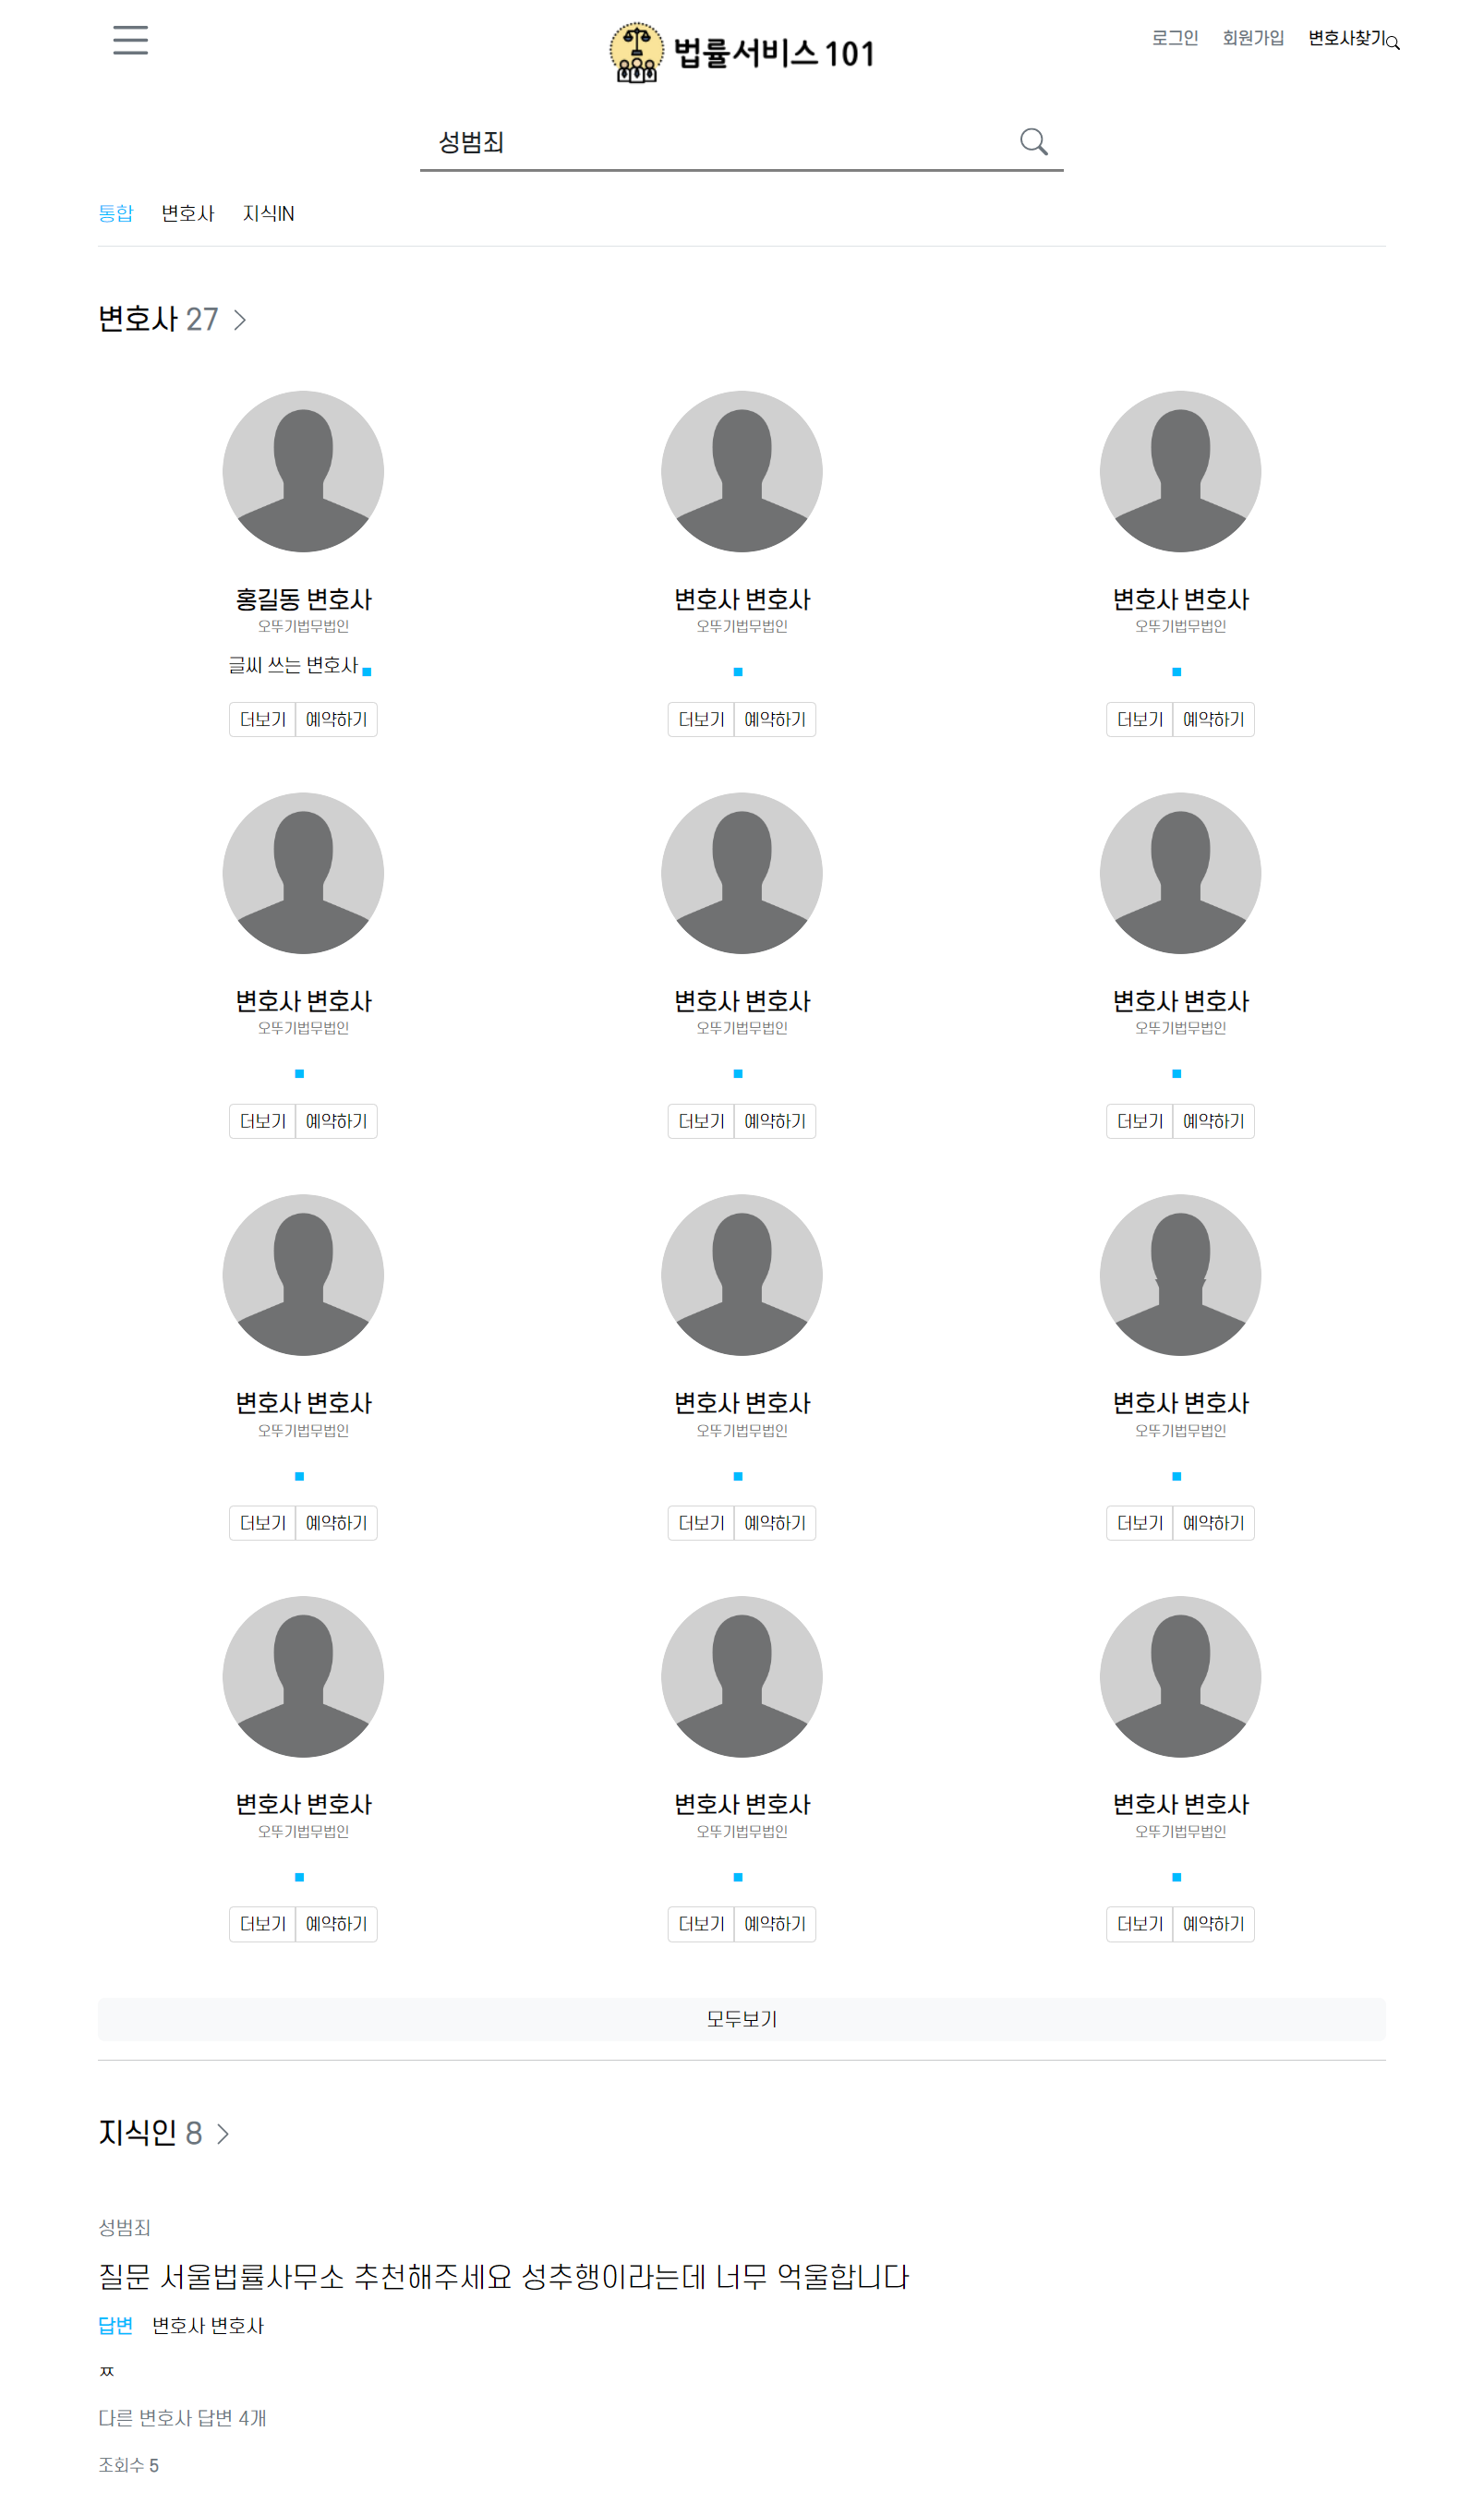 법률서비스 101
로그인 회원가입 변호사찾기
성범죄
통합 변호사 지식IN
변호사 27
홍길동 변호사 변호사 변호사 변호사 변호사
오뚜기법무법인 오뚜기법무법인 오뚜기법무법인
글씨 쓰는 변호사
더보기 예약하기 더보기 예약하기 더보기 예약하기
변호사 변호사 변호사 변호사 변호사 변호사
오뚜기법무법인 오뚜기법무법인 오뚜기법무법인
더보기 예약하기 더보기 예약하기 더보기 예약하기
변호사 변호사 변호사 변호사 변호사 변호사
오뚜기법무법인 오뚜기법무법인 오뚜기법무법인
더보기 예약하기 더보기 예약하기 더보기 예약하기
변호사 변호사 변호사 변호사 변호사 변호사
오뚜기법무법인 오뚜기법무법인 오뚜기법무법인
더보기 예약하기 더보기 예약하기 더보기 예약하기
모두보기
지식인 8
성범죄
질문 서울법률사무소 추천해주세요 성추행이라는데 너무 억울합니다
답변 변호사 변호사
ㅉ
다른 변호사 답변 4개
조회수 5